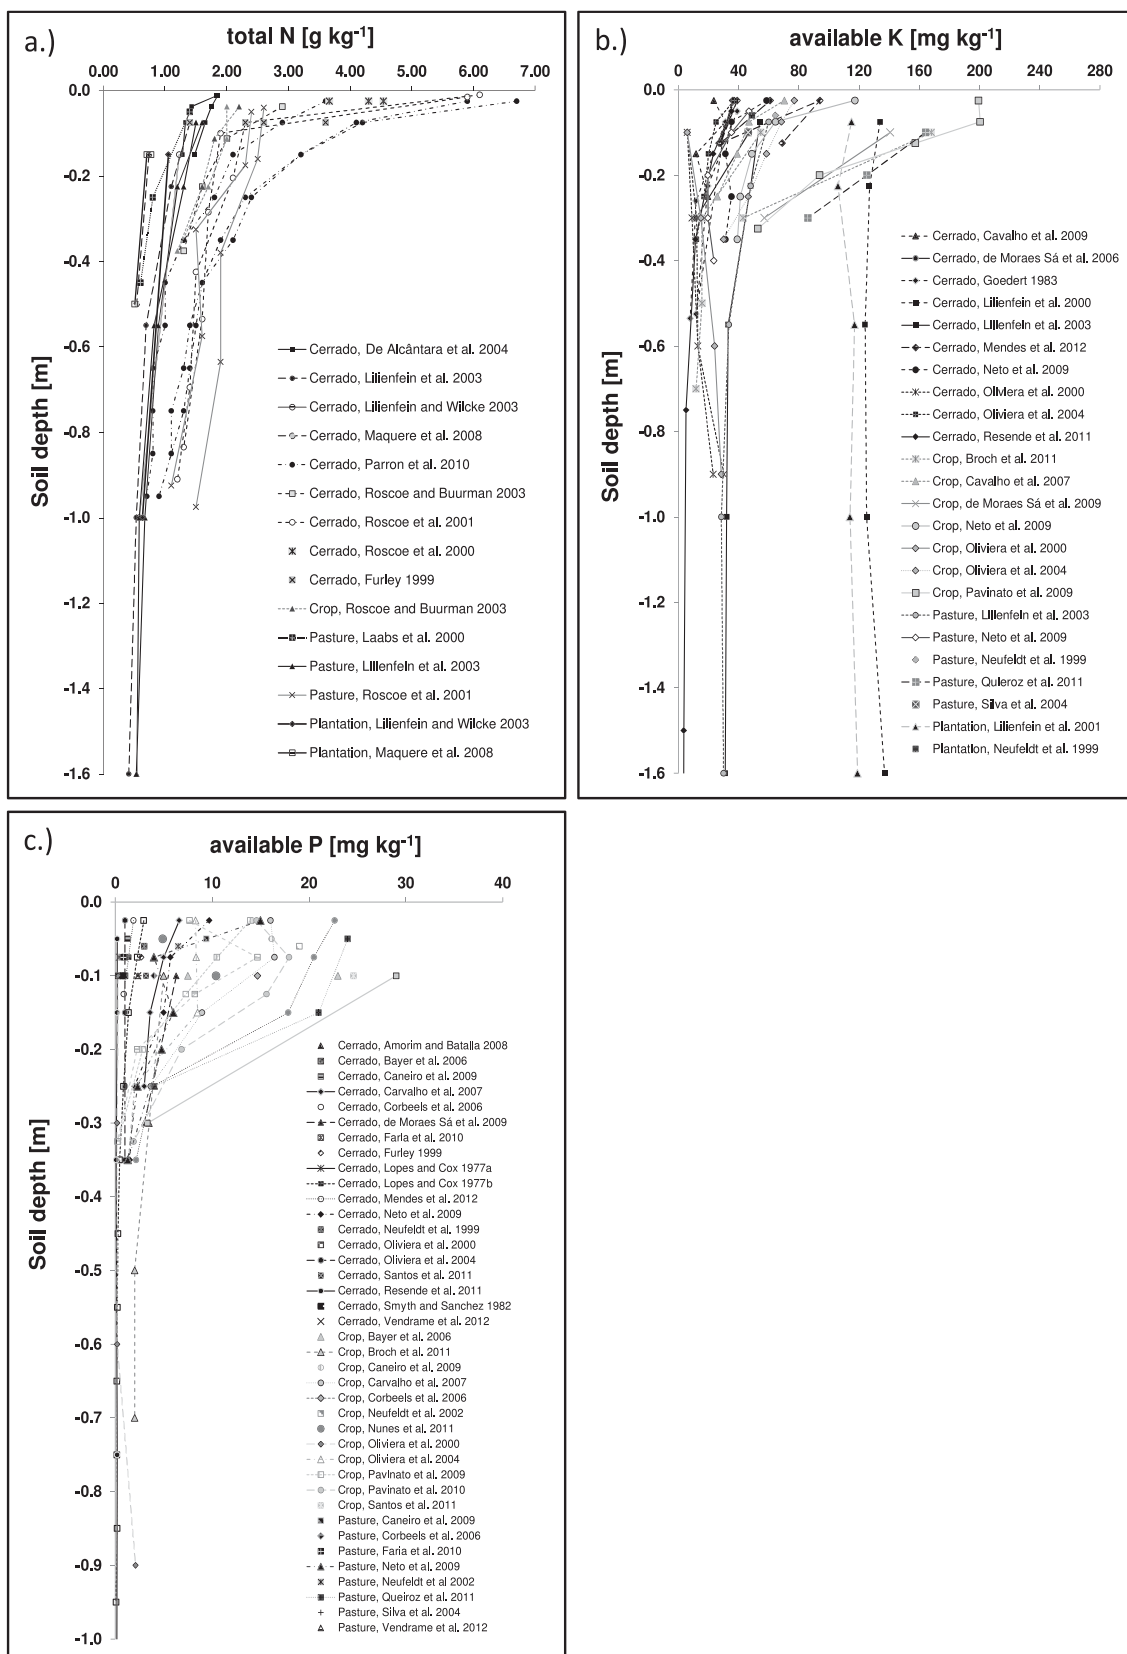 a.)
total N [g kg-1]
0.00 1.00 2.00 3.00 4.00 5.00 6.00 7.00
0.0
-0.2
-0.4
-0.6
-0.8
-1.0
-1.2
-1.4
-1.6
Soil depth [m]
Cerrado, De Alcântara et al. 2004
Cerrado, Lilienfein et al. 2003
Cerrado, Lilienfein and Wilcke 2003
Cerrado, Maquere et al. 2008
Cerrado, Parron et al. 2010
Cerrado, Roscoe and Buurman 2003
Cerrado, Roscoe et al. 2001
Cerrado, Roscoe et al. 2000
Cerrado, Furley 1999
Crop, Roscoe and Buurman 2003
Pasture, Laabs et al. 2000
Pasture, Lilienfein et al. 2003
Pasture, Roscoe et al. 2001
Plantation, Lilienfein and Wilcke 2003
Plantation, Maquere et al. 2008
b.)
available K [mg kg-1]
0 40 80 120 160 200 240 280
0.0
-0.2
-0.4
-0.6
-0.8
-1.0
-1.2
-1.4
-1.6
Soil depth [m]
Cerrado, Cavalho et al. 2009
Cerrado, de Moraes Sá et al. 2006
Cerrado, Goedert 1983
Cerrado, Lilienfein et al. 2000
Cerrado, Lilienfein et al. 2003
Cerrado, Mendes et al. 2012
Cerrado, Neto et al. 2009
Cerrado, Oliviera et al. 2000
Cerrado, Oliviera et al. 2004
Cerrado, Resende et al. 2011
Crop, Broch et al. 2011
Crop, Cavalho et al. 2007
Crop, de Moraes Sá et al. 2009
Crop, Neto et al. 2009
Crop, Oliviera et al. 2000
Crop, Oliviera et al. 2004
Crop, Pavinato et al. 2009
Pasture, Lilienfein et al. 2003
Pasture, Neto et al. 2009
Pasture, Neufeldt et al. 1999
Pasture, Quieroz et al. 2011
Pasture, Silva et al. 2004
Plantation, Lilienfein et al. 2001
Plantation, Neufeldt et al. 1999
c.)
available P [mg kg-1]
0 10 20 30 40
0.0
-0.1
-0.2
-0.3
-0.4
-0.5
-0.6
-0.7
-0.8
-0.9
-1.0
Soil depth [m]
Cerrado, Amorim and Batalla 2008
Cerrado, Bayer et al. 2006
Cerrado, Caneiro et al. 2009
Cerrado, Carvalho et al. 2007
Cerrado, Corbeels et al. 2006
Cerrado, de Moraes Sá et al. 2009
Cerrado, Faria et al. 2010
Cerrado, Furley 1999
Cerrado, Lopes and Cox 1977a
Cerrado, Lopes and Cox 1977b
Cerrado, Mendes et al. 2012
Cerrado, Neto et al. 2009
Cerrado, Neufeldt et al. 1999
Cerrado, Oliviera et al. 2000
Cerrado, Oliviera et al. 2004
Cerrado, Santos et al. 2011
Cerrado, Resende et al. 2011
Cerrado, Smyth and Sanchez 1982
Cerrado, Vendrame et al. 2012
Crop, Bayer et al. 2006
Crop, Broch et al. 2011
Crop, Caneiro et al. 2009
Crop, Carvalho et al. 2007
Crop, Corbeels et al. 2006
Crop, Neufeldt et al. 2002
Crop, Nunes et al. 2011
Crop, Oliviera et al. 2000
Crop, Oliviera et al. 2004
Crop, Pavinato et al. 2009
Crop, Pavinato et al. 2010
Crop, Santos et al. 2011
Pasture, Caneiro et al. 2009
Pasture, Corbeels et al. 2006
Pasture, Faria et al. 2010
Pasture, Neto et al. 2009
Pasture, Neufeldt et al 2002
Pasture, Queiroz et al. 2011
Pasture, Silva et al. 2004
Pasture, Vendrame et al. 2012